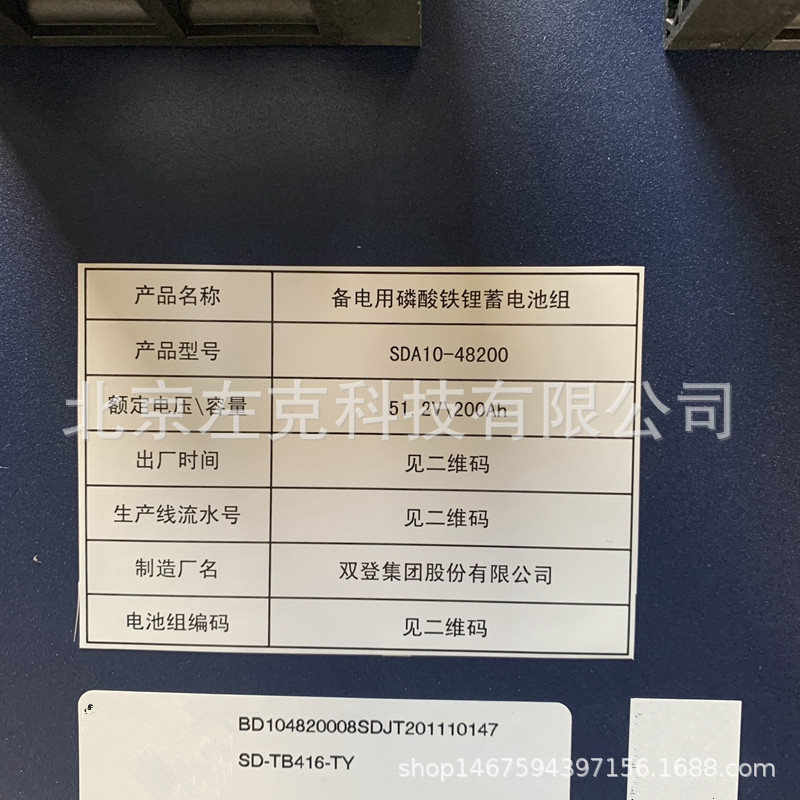 产品名称 备电用磷酸铁锂蓄电池组
产品型号 SDA10-48200
额定电压\容量 51.2V\200Ah
北京左克科技有限公司
出厂时间 见二维码
生产线流水号 见二维码
制造厂名 双登集团股份有限公司
电池组编码 见二维码
BD104820008SDJT201110147
SD-TB416-TY
shop1467594397156.1688.com